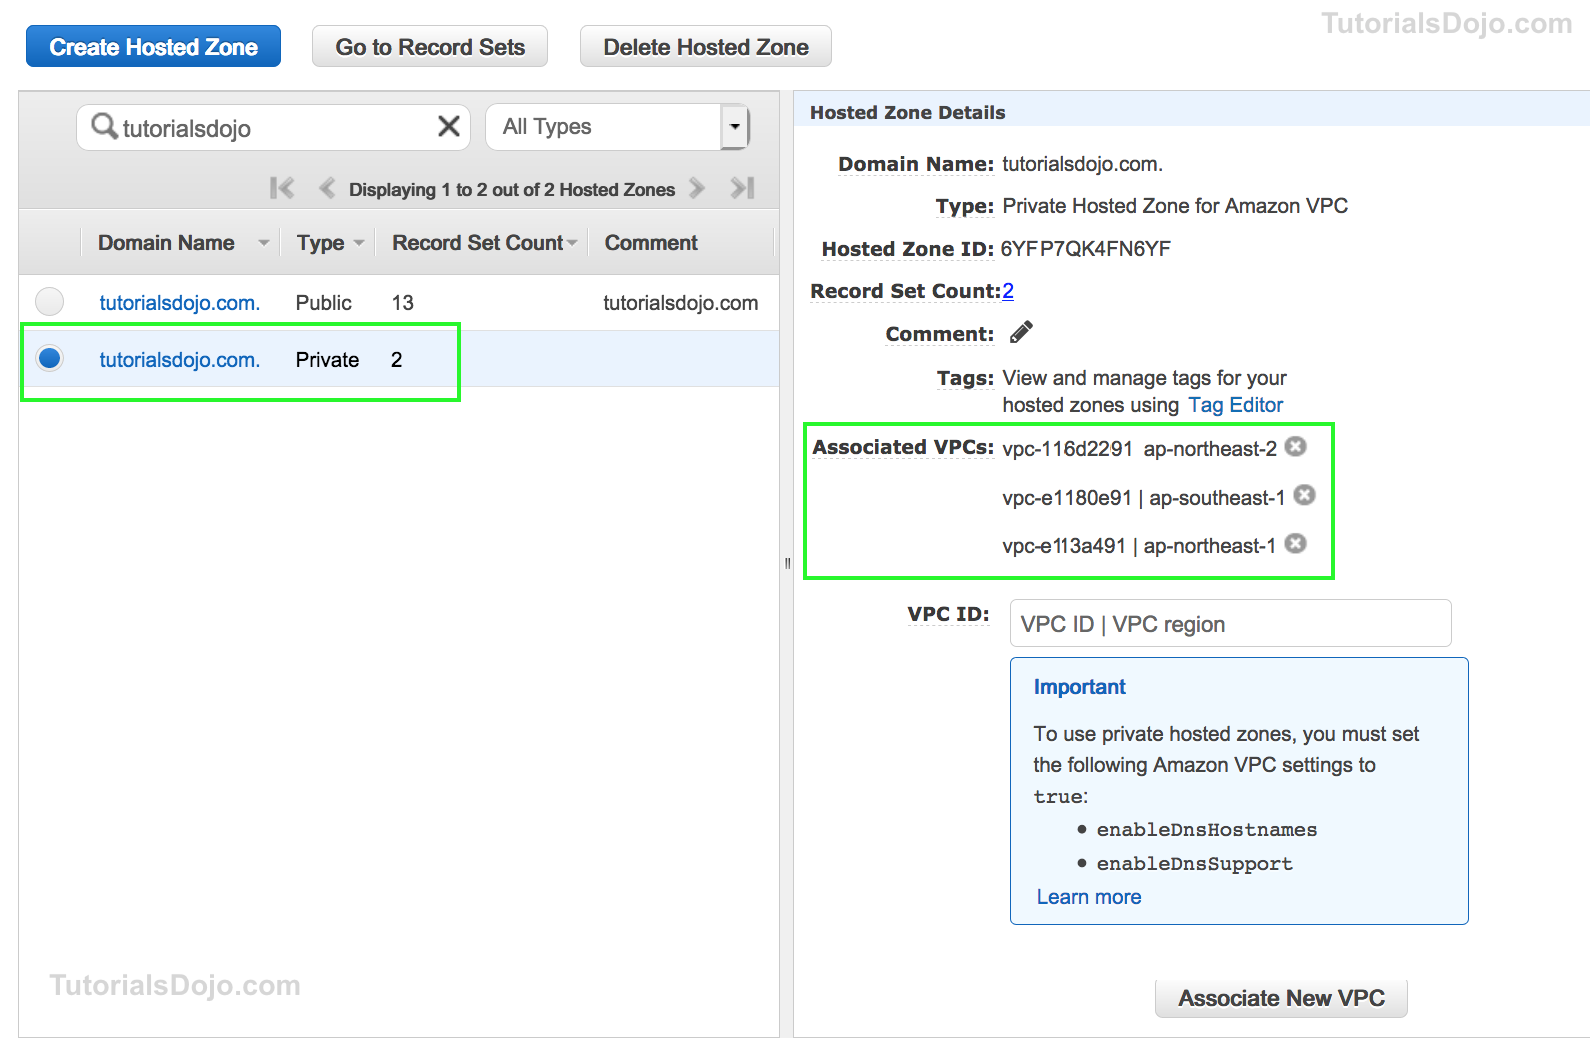 TutorialsDojo.com
Create Hosted Zone
Go to Record Sets
Delete Hosted Zone
tutorialsdojo
All Types
Displaying 1 to 2 out of 2 Hosted Zones
Domain Name Type Record Set Count Comment
tutorialsdojo.com. Public 13 tutorialsdojo.com
tutorialsdojo.com. Private 2
TutorialsDojo.com
Hosted Zone Details
Domain Name: tutorialsdojo.com.
Type: Private Hosted Zone for Amazon VPC
Hosted Zone ID: 6YFP7QK4FN6YF
Record Set Count: 2
Comment:
Tags: View and manage tags for your
hosted zones using Tag Editor
Associated VPCs: vpc-116d2291 ap-northeast-2
vpc-e1180e91 | ap-southeast-1
vpc-e113a491 | ap-northeast-1
VPC ID: VPC ID | VPC region
Important
To use private hosted zones, you must set
the following Amazon VPC settings to
true:
• enableDnsHostnames
• enableDnsSupport
Learn more
Associate New VPC